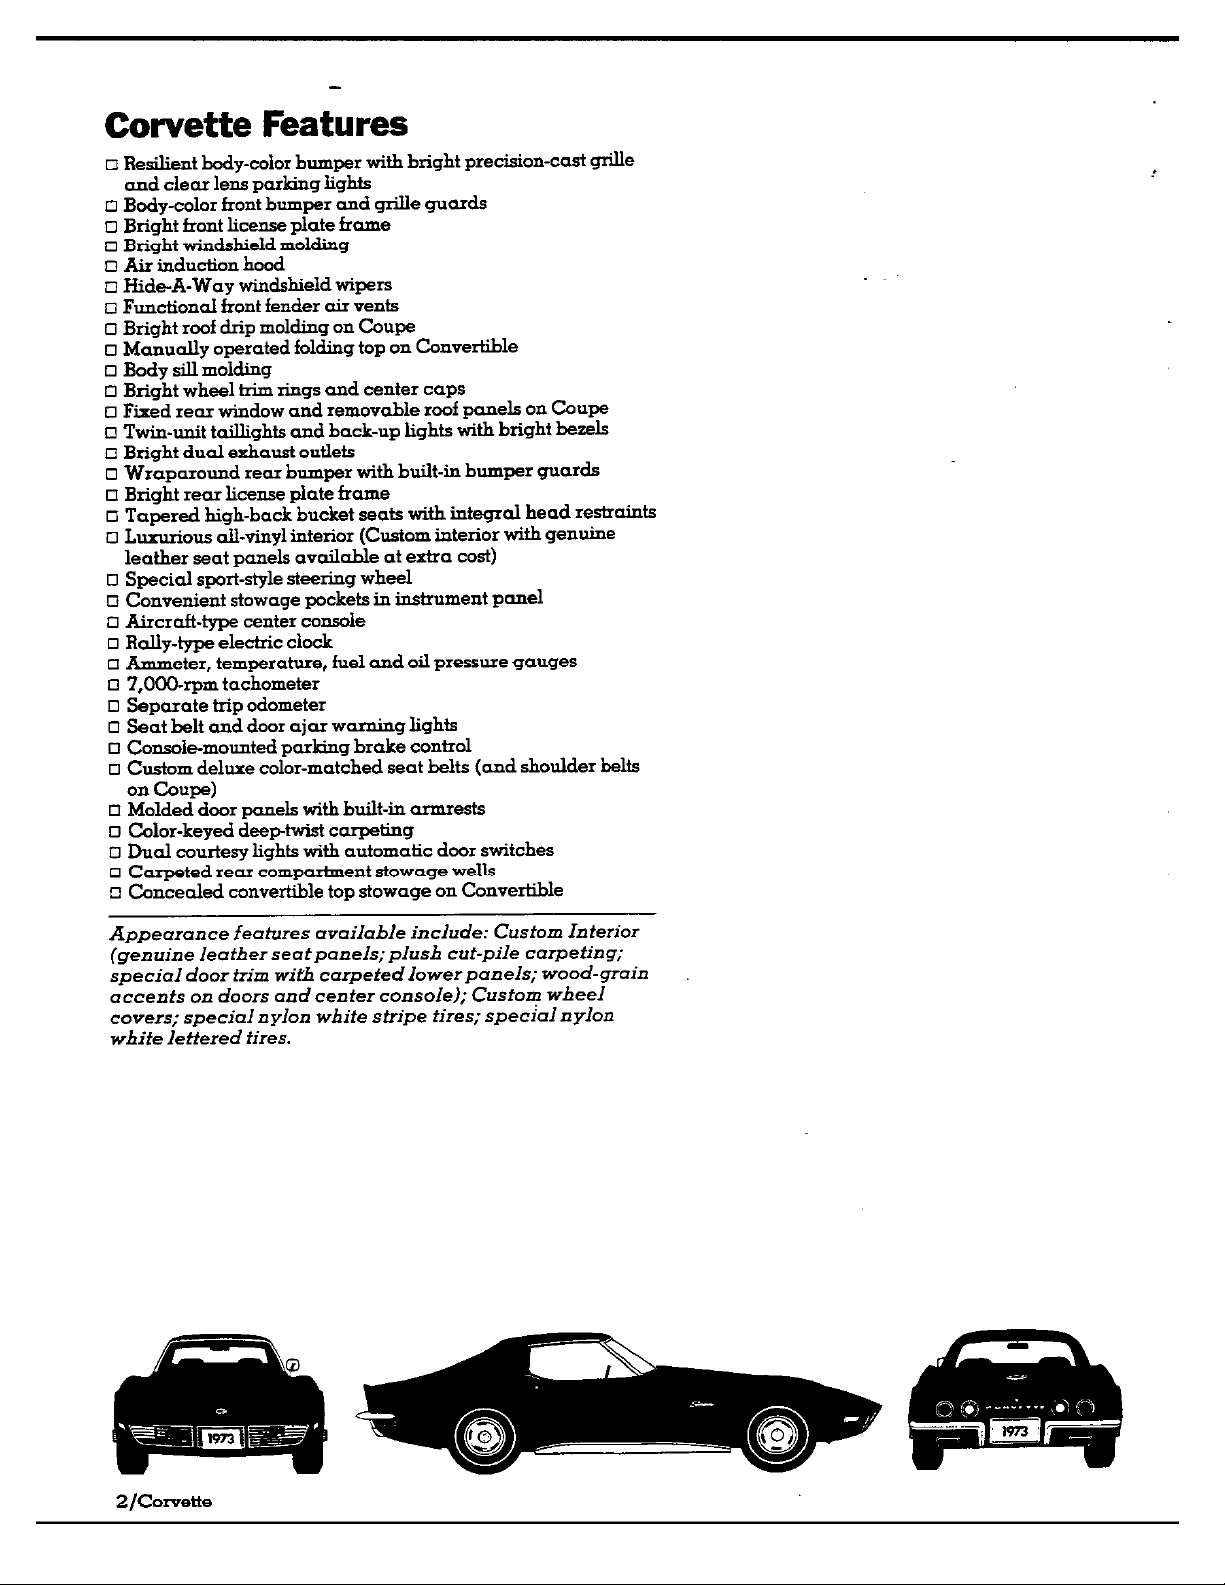 Corvette Features
□ Resilient body-color bumper with bright precision-cast grille
and clear lens parking lights
□ Body-color front bumper and grille guards
□ Bright front license plate frame
□ Bright windshield molding
□ Air induction hood
□ Hide-A-Way windshield wipers
□ Functional front fender air vents
□ Bright roof drip molding on Coupe
□ Manually operated folding top on Convertible
□ Body sill molding
□ Bright wheel trim rings and center caps
□ Fixed rear window and removable roof panels on Coupe
□ Twin-unit taillights and back-up lights with bright bezels
□ Bright dual exhaust outlets
□ Wraparound rear bumper with built-in bumper guards
□ Bright rear license plate frame
□ Tapered high-back bucket seats with integral head restraints
□ Luxurious all-vinyl interior (Custom interior with genuine
leather seat panels available at extra cost)
□ Special sport-style steering wheel
□ Convenient stowage pockets in instrument panel
□ Aircraft-type center console
□ Rally-type electric clock
□ Ammeter, temperature, fuel and oil pressure gauges
□ 7,000-rpm tachometer
□ Separate trip odometer
□ Seat belt and door ajar warning lights
□ Console-mounted parking brake control
□ Custom deluxe color-matched seat belts (and shoulder belts
on Coupe)
□ Molded door panels with built-in armrests
□ Color-keyed deep-twist carpeting
□ Dual courtesy lights with automatic door switches
□ Carpeted rear compartment stowage wells
□ Concealed convertible top stowage on Convertible
Appearance features available include: Custom Interior
(genuine leather seat panels; plush cut-pile carpeting;
special door trim with carpeted lower panels; wood-grain
accents on doors and center console); Custom wheel
covers; special nylon white stripe tires; special nylon
white lettered tires.
1973
1973
2/Corvette